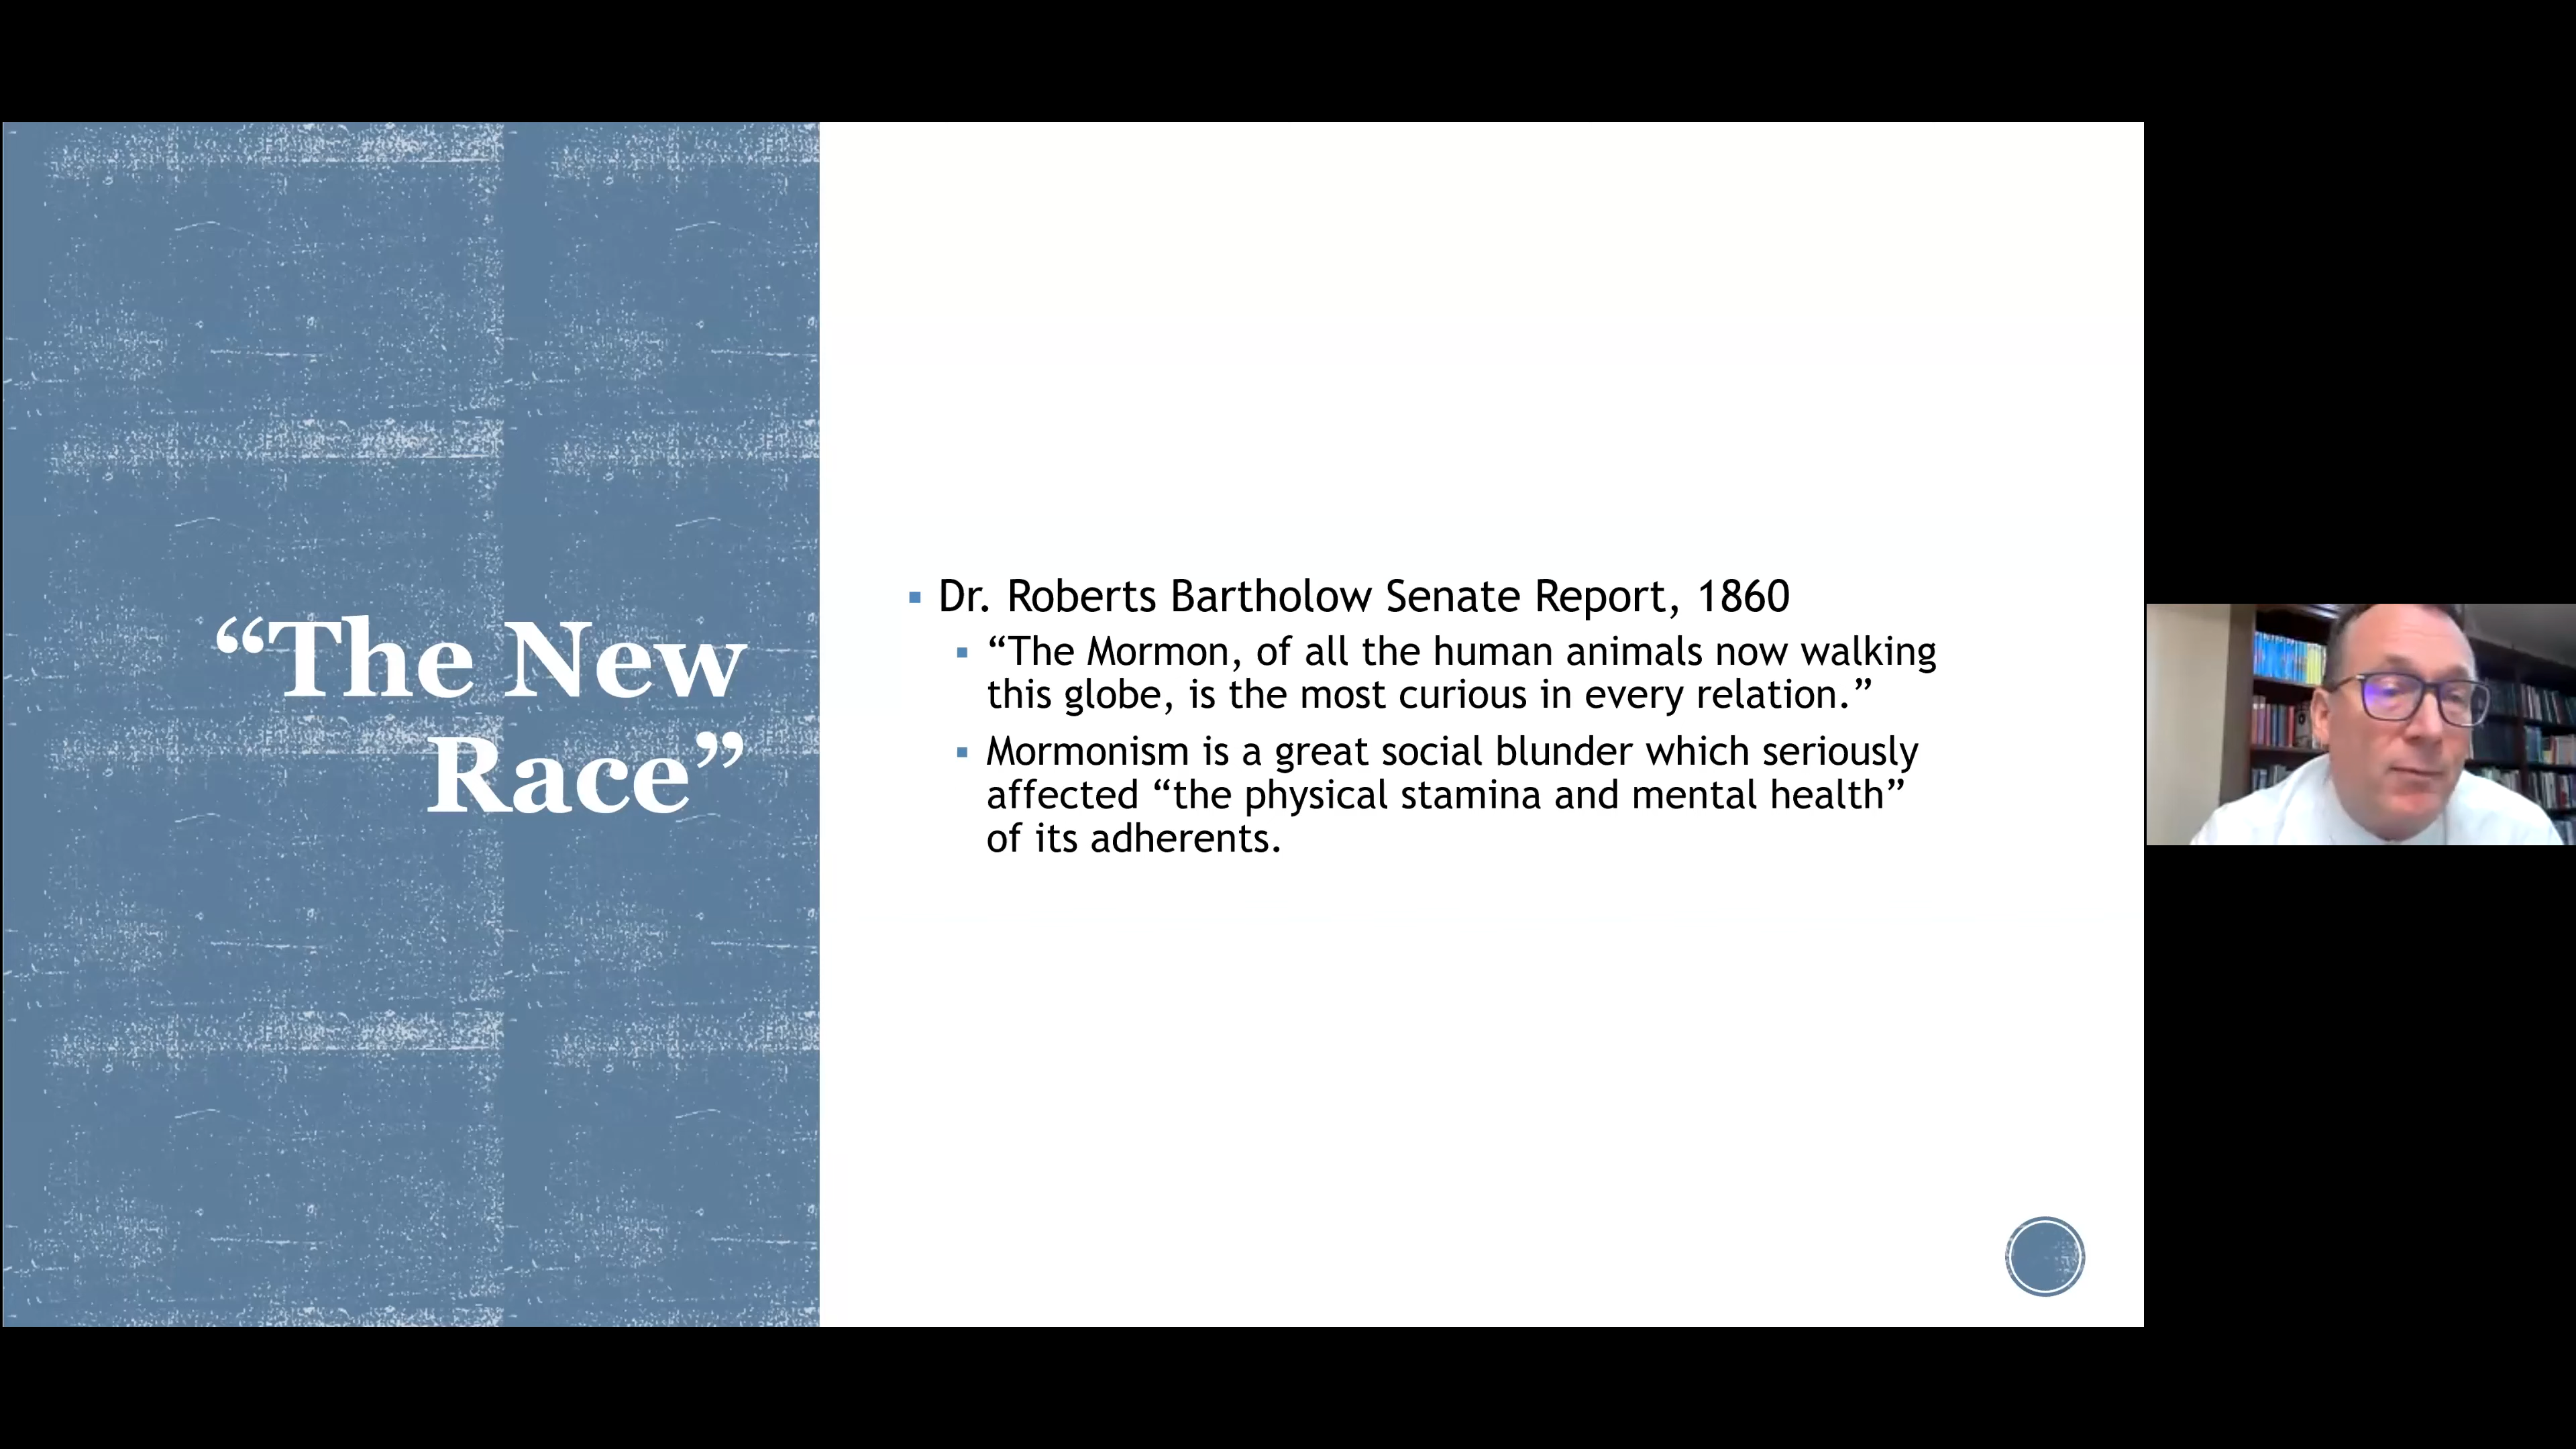 “The New
Race”
Dr. Roberts Bartholow Senate Report, 1860
“The Mormon, of all the human animals now walking
this globe, is the most curious in every relation.”
Mormonism is a great social blunder which seriously
affected “the physical stamina and mental health”
of its adherents.